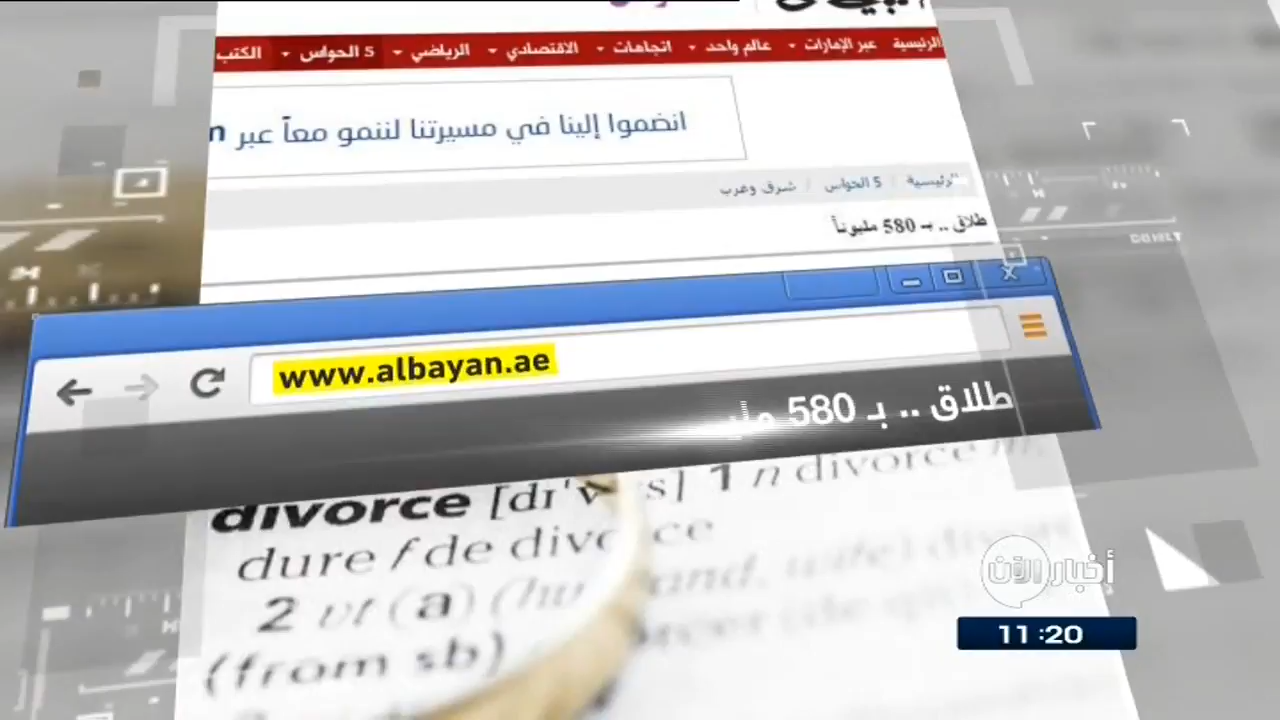 الرئيسية عبر الإمارات عالم واحد اتجاهات الاقتصادي الرياضي 5 الحواس الكتب
انضموا إلينا في مسيرتنا لننمو معاً عبر
الرئيسية / 5 الحواس / شرق وغرب
طلاق .. بـ 580 مليوناً
www.albayan.ae
طلاق .. بـ 580
divorce 1 n divorce m,
dure f de divorce
2 vt (a) wife)
(from sb)
أخبار الآن
11:20